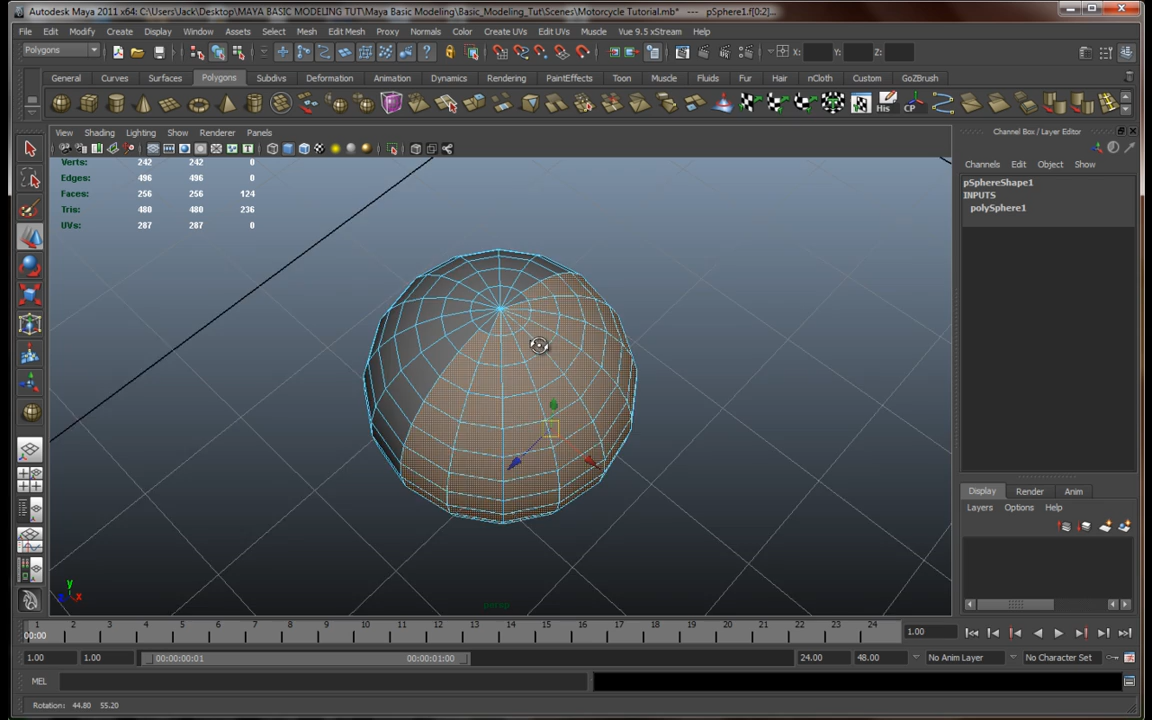 Autodesk Maya 2011 x64: C:\Users\Jack\Desktop\MAYA BASIC MODELING TUT\Maya Basic Modeling\Basic_Modeling_Tut\Scenes\Motorcycle Tutorial.mb* --- pSphere1.f[0:2]...
File Edit Modify Create Display Window Assets Select Mesh Edit Mesh Proxy Normals Color Create UVs Edit UVs Muscle Vue 9.5 xStream Help
Polygons X: Y: Z:
General Curves Surfaces Polygons Subdivs Deformation Animation Dynamics Rendering PaintEffects Toon Muscle Fluids Fur Hair nCloth Custom GoZBrush
His CP
View Shading Lighting Show Renderer Panels
Channel Box / Layer Editor
Channels Edit Object Show
Verts: 242 242 0
Edges: 496 496 0
Faces: 256 256 124
Tris: 480 480 236
UVs: 287 287 0
pSphereShape1
INPUTS
polySphere1
Display Render Anim
Layers Options Help
y
z x
persp
1 2 3 4 5 6 7 8 9 10 11 12 13 14 15 16 17 18 19 20 21 22 23 24
00:00 1.00
1.00 1.00 00:00:00:01 00:00:01:00 24.00 48.00 No Anim Layer No Character Set
MEL
Rotation: 44.80 55.20